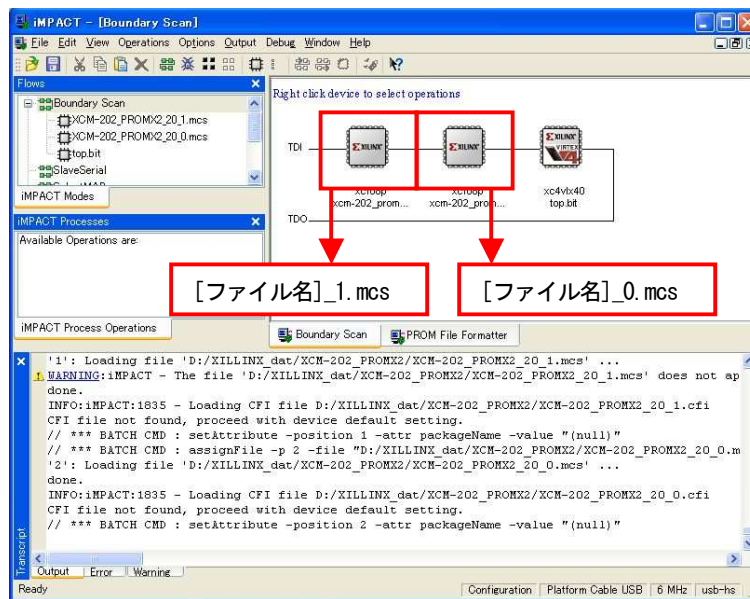 iMPACT - [Boundary Scan]
File Edit View Operations Options Output Debug Window Help
Flows
Boundary Scan
XCM-202_PROMX2_20_1.mcs
XCM-202_PROMX2_20_0.mcs
top.bit
SlaveSerial
iMPACT Modes
iMPACT Processes
Available Operations are:
iMPACT Process Operations
Right click device to select operations
TDI
XILINX
XILINX
XILINX
VIRTEX
xcm-202_prom...
xcm-202_prom...
xc4vlx40
top.bit
TDO
[ファイル名]_1.mcs
[ファイル名]_0.mcs
Boundary Scan
PROM File Formatter
'1': Loading file 'D:/XILLINX_dat/XCM-202_PROMX2/XCM-202_PROMX2_20_1.mcs' ...
WARNING:iMPACT - The file 'D:/XILLINX_dat/XCM-202_PROMX2/XCM-202_PROMX2_20_1.mcs' does not ap
done.
INFO:iMPACT:1835 - Loading CFI file D:/XILLINX_dat/XCM-202_PROMX2/XCM-202_PROMX2_20_1.cfi
CFI file not found, proceed with device default setting.
// *** BATCH CMD : setAttribute -position 1 -attr packageName -value "(null)"
// *** BATCH CMD : assignFile -p 2 -file "D:/XILLINX_dat/XCM-202_PROMX2/XCM-202_PROMX2_20_0.m
'2': Loading file 'D:/XILLINX_dat/XCM-202_PROMX2/XCM-202_PROMX2_20_0.mcs' ...
done.
INFO:iMPACT:1835 - Loading CFI file D:/XILLINX_dat/XCM-202_PROMX2/XCM-202_PROMX2_20_0.cfi
CFI file not found, proceed with device default setting.
// *** BATCH CMD : setAttribute -position 2 -attr packageName -value "(null)"
Transcript
Output Error Warning
Ready
Configuration Platform Cable USB 6 MHz usb-hs